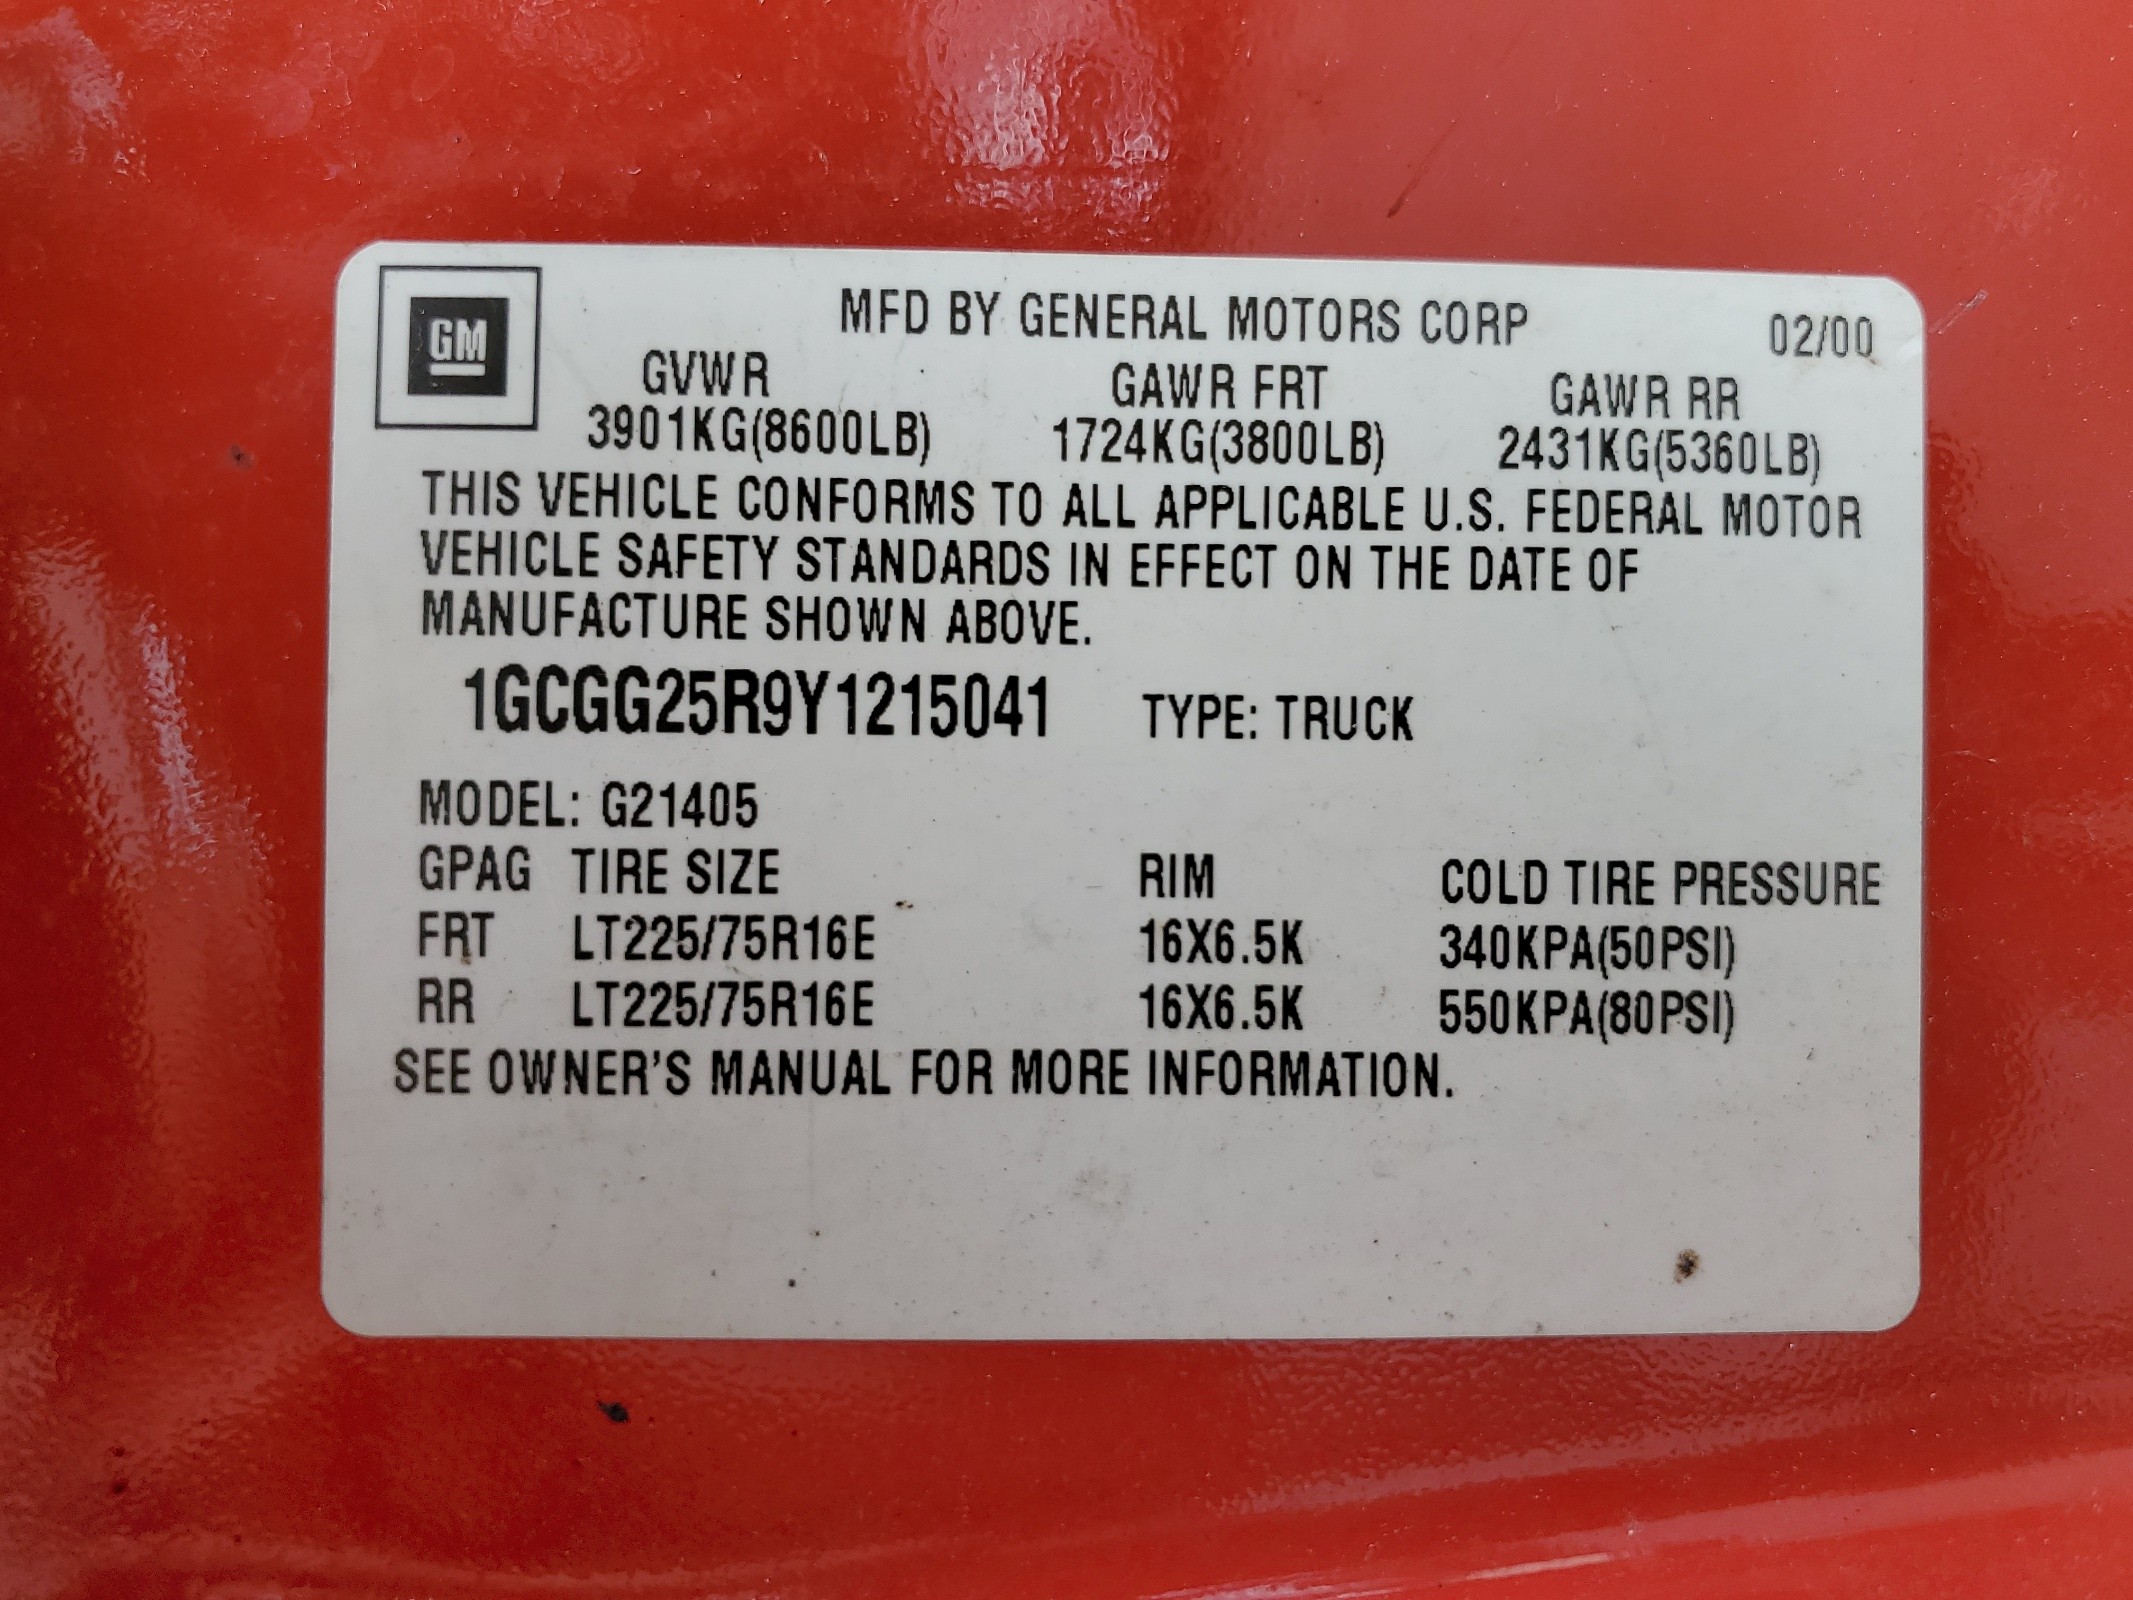 GM
MFD BY GENERAL MOTORS CORP 02/00
GVWR GAWR FRT GAWR RR
3901KG(8600LB) 1724KG(3800LB) 2431KG(5360LB)
THIS VEHICLE CONFORMS TO ALL APPLICABLE U.S. FEDERAL MOTOR
VEHICLE SAFETY STANDARDS IN EFFECT ON THE DATE OF
MANUFACTURE SHOWN ABOVE.
1GCGG25R9Y1215041 TYPE: TRUCK
MODEL: G21405
GPAG TIRE SIZE RIM COLD TIRE PRESSURE
FRT LT225/75R16E 16X6.5K 340KPA(50PSI)
RR LT225/75R16E 16X6.5K 550KPA(80PSI)
SEE OWNER'S MANUAL FOR MORE INFORMATION.